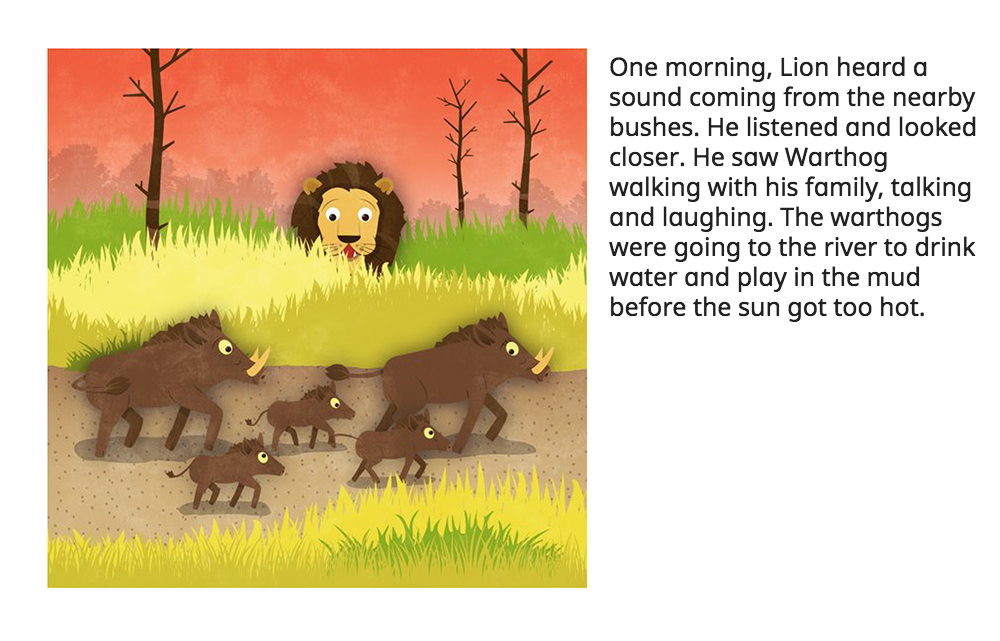 One morning, Lion heard a
sound coming from the nearby
bushes. He listened and looked
closer. He saw Warthog
walking with his family, talking
and laughing. The warthogs
were going to the river to drink
water and play in the mud
before the sun got too hot.